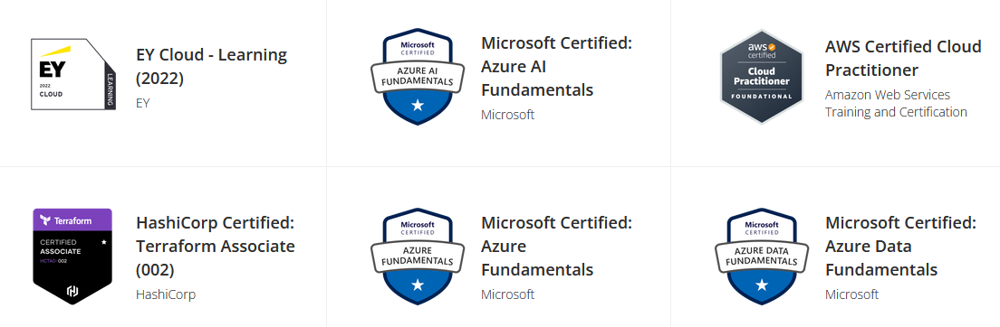 EY
2022
CLOUD
LEARNING
EY Cloud - Learning
(2022)
EY
Microsoft
CERTIFIED
AZURE AI
FUNDAMENTALS
Microsoft Certified:
Azure AI
Fundamentals
Microsoft
aws
certified
Cloud
Practitioner
FOUNDATIONAL
AWS Certified Cloud
Practitioner
Amazon Web Services
Training and Certification
Terraform
CERTIFIED
ASSOCIATE
HCTA0-002
HashiCorp Certified:
Terraform Associate
(002)
HashiCorp
Microsoft
CERTIFIED
AZURE
FUNDAMENTALS
Microsoft Certified:
Azure
Fundamentals
Microsoft
Microsoft
CERTIFIED
AZURE DATA
FUNDAMENTALS
Microsoft Certified:
Azure Data
Fundamentals
Microsoft